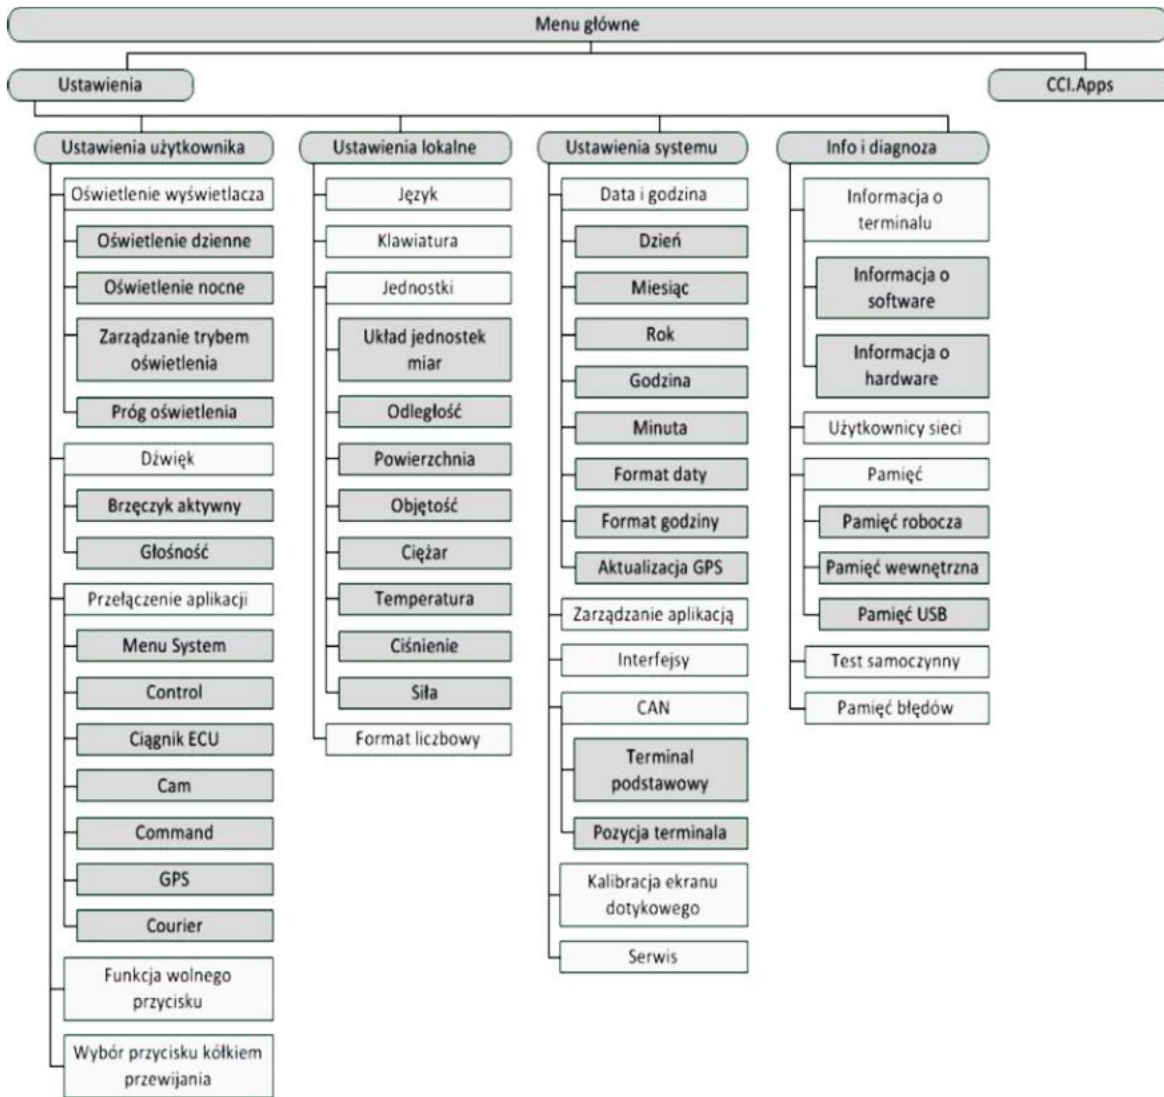 Menu główne
Ustawienia
CCI.Apps
Ustawienia użytkownika
Oświetlenie wyświetlacza
Oświetlenie dzienne
Oświetlenie nocne
Zarządzanie trybem
oświetlenia
Próg oświetlenia
Dźwięk
Brzęczyk aktywny
Głośność
Przełączenie aplikacji
Menu System
Control
Ciągnik ECU
Cam
Command
GPS
Courier
Funkcja wolnego
przycisku
Wybór przycisku kółkiem
przewijania
Ustawienia lokalne
Język
Klawiatura
Jednostki
Układ jednostek
miar
Odległość
Powierzchnia
Objętość
Ciężar
Temperatura
Ciśnienie
Siła
Format liczbowy
Ustawienia systemu
Data i godzina
Dzień
Miesiąc
Rok
Godzina
Minuta
Format daty
Format godziny
Aktualizacja GPS
Zarządzanie aplikacją
Interfejsy
CAN
Terminal
podstawowy
Pozycja terminala
Kalibracja ekranu
dotykowego
Serwis
Info i diagnoza
Informacja o
terminalu
Informacja o
software
Informacja o
hardware
Użytkownicy sieci
Pamięć
Pamięć robocza
Pamięć wewnętrzna
Pamięć USB
Test samoczynny
Pamięć błędów